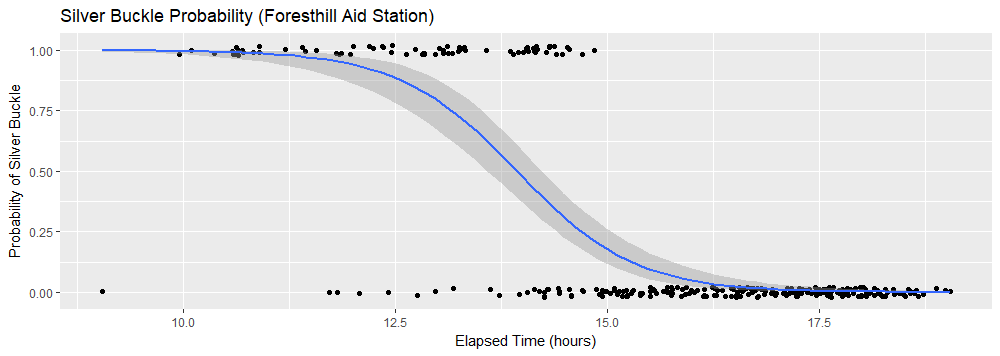 Silver Buckle Probability (Foresthill Aid Station)
Probability of Silver Buckle
1.00
0.75
0.50
0.25
0.00
10.0 12.5 15.0 17.5
Elapsed Time (hours)